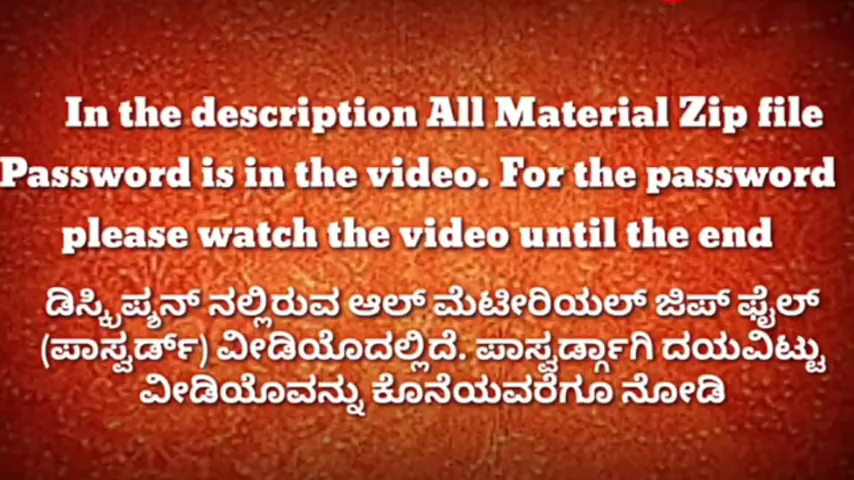 In the description All Material Zip file
Password is in the video. For the password
please watch the video until the end
ಡಿಸ್ಕ್ರಿಪ್ಶನ್ ನಲ್ಲಿರುವ ಆಲ್ ಮೆಟೀರಿಯಲ್ ಜಿಪ್ ಫೈಲ್
(ಪಾಸ್ವರ್ಡ್) ವೀಡಿಯೊದಲ್ಲಿದೆ. ಪಾಸ್ವರ್ಡ್ಗಾಗಿ ದಯವಿಟ್ಟು
ವೀಡಿಯೊವನ್ನು ಕೊನೆಯವರೆಗೂ ನೋಡಿ